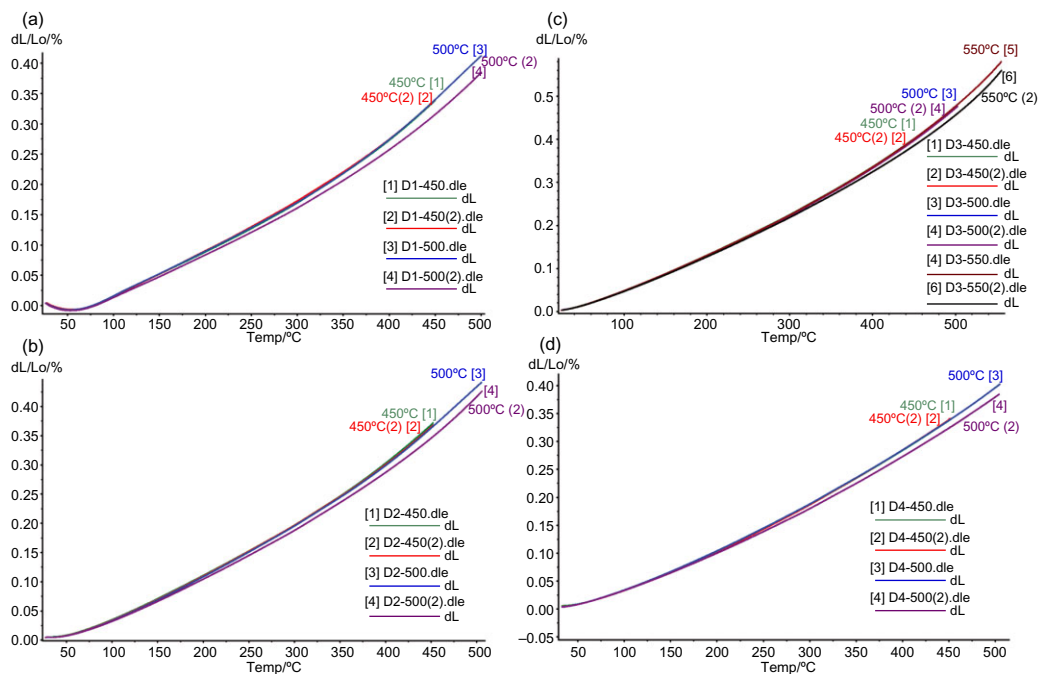 (a)
dL/Lo/%
500ºC [3]
500ºC (2)
[4]
450ºC [1]
450ºC(2) [2]
0.40
0.35
0.30
0.25
0.20
0.15
0.10
0.05
0.00
[1] D1-450.dle
dL
[2] D1-450(2).dle
dL
[3] D1-500.dle
dL
[4] D1-500(2).dle
dL
50 100 150 200 250 300 350 400 450 500
Temp/ºC
(c)
dL/Lo/%
550ºC [5]
[6]
550ºC (2)
500ºC [3]
500ºC (2) [4]
450ºC [1]
450ºC(2) [2]
0.5
0.4
0.3
0.2
0.1
0.0
[1] D3-450.dle
dL
[2] D3-450(2).dle
dL
[3] D3-500.dle
dL
[4] D3-500(2).dle
dL
[4] D3-550.dle
dL
[6] D3-550(2).dle
dL
100 200 300 400 500
Temp/ºC
(b)
dL/Lo/%
500ºC [3]
[4]
500ºC (2)
450ºC [1]
450ºC(2) [2]
0.40
0.35
0.30
0.25
0.20
0.15
0.10
0.05
0.00
[1] D2-450.dle
dL
[2] D2-450(2).dle
dL
[3] D2-500.dle
dL
[4] D2-500(2).dle
dL
50 100 150 200 250 300 350 400 450 500
Temp/ºC
(d)
dL/Lo/%
500ºC [3]
[4]
500ºC (2)
450ºC [1]
450ºC(2) [2]
0.40
0.35
0.30
0.25
0.20
0.15
0.10
0.05
0.00
–0.05
[1] D4-450.dle
dL
[2] D4-450(2).dle
dL
[3] D4-500.dle
dL
[4] D4-500(2).dle
dL
50 100 150 200 250 300 350 400 450 500
Temp/ºC